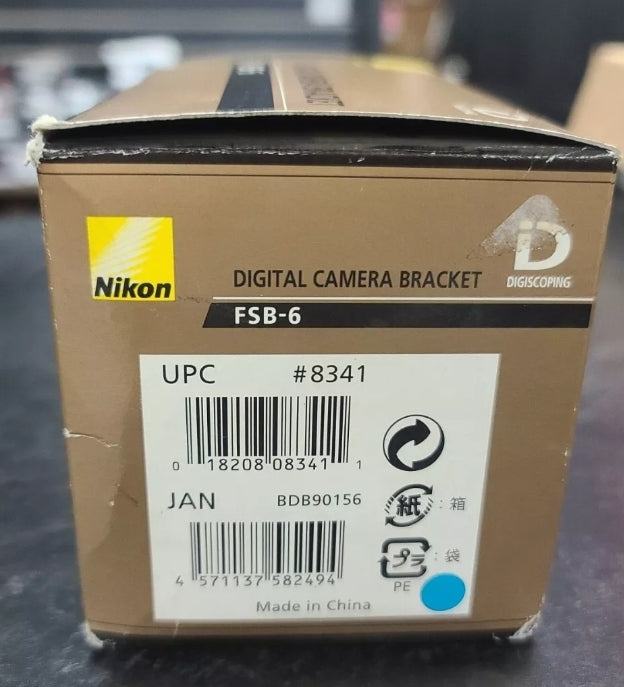 Nikon
DIGITAL CAMERA BRACKET
FSB-6
D
DIGISCOPING
UPC #8341
0 18208 08341 1
JAN BDB90156
4 571137 582494
紙 : 箱
プラ : 袋
PE
Made in China